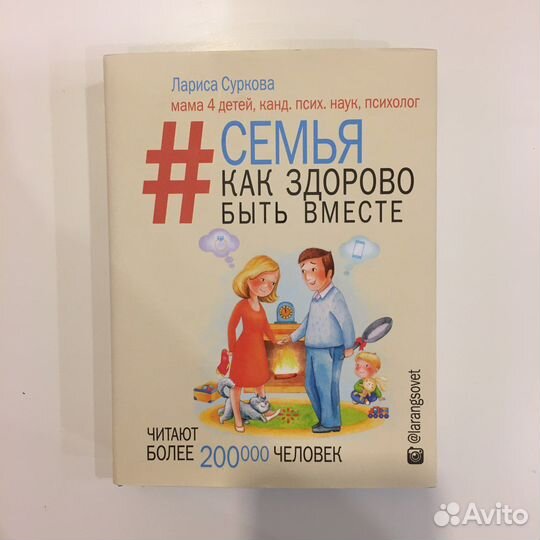 Лариса Суркова
мама 4 детей, канд. псих. наук, психолог
#СЕМЬЯ
КАК ЗДОРОВО
БЫТЬ ВМЕСТЕ
ЧИТАЮТ
БОЛЕЕ 200000 ЧЕЛОВЕК
@larangsovet
Avito